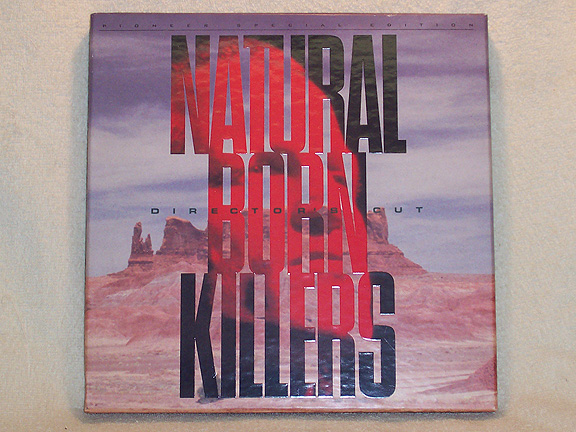 PIONEER SPECIAL EDITION
NATURAL
BORN
DIRECTOR'S CUT
KILLERS